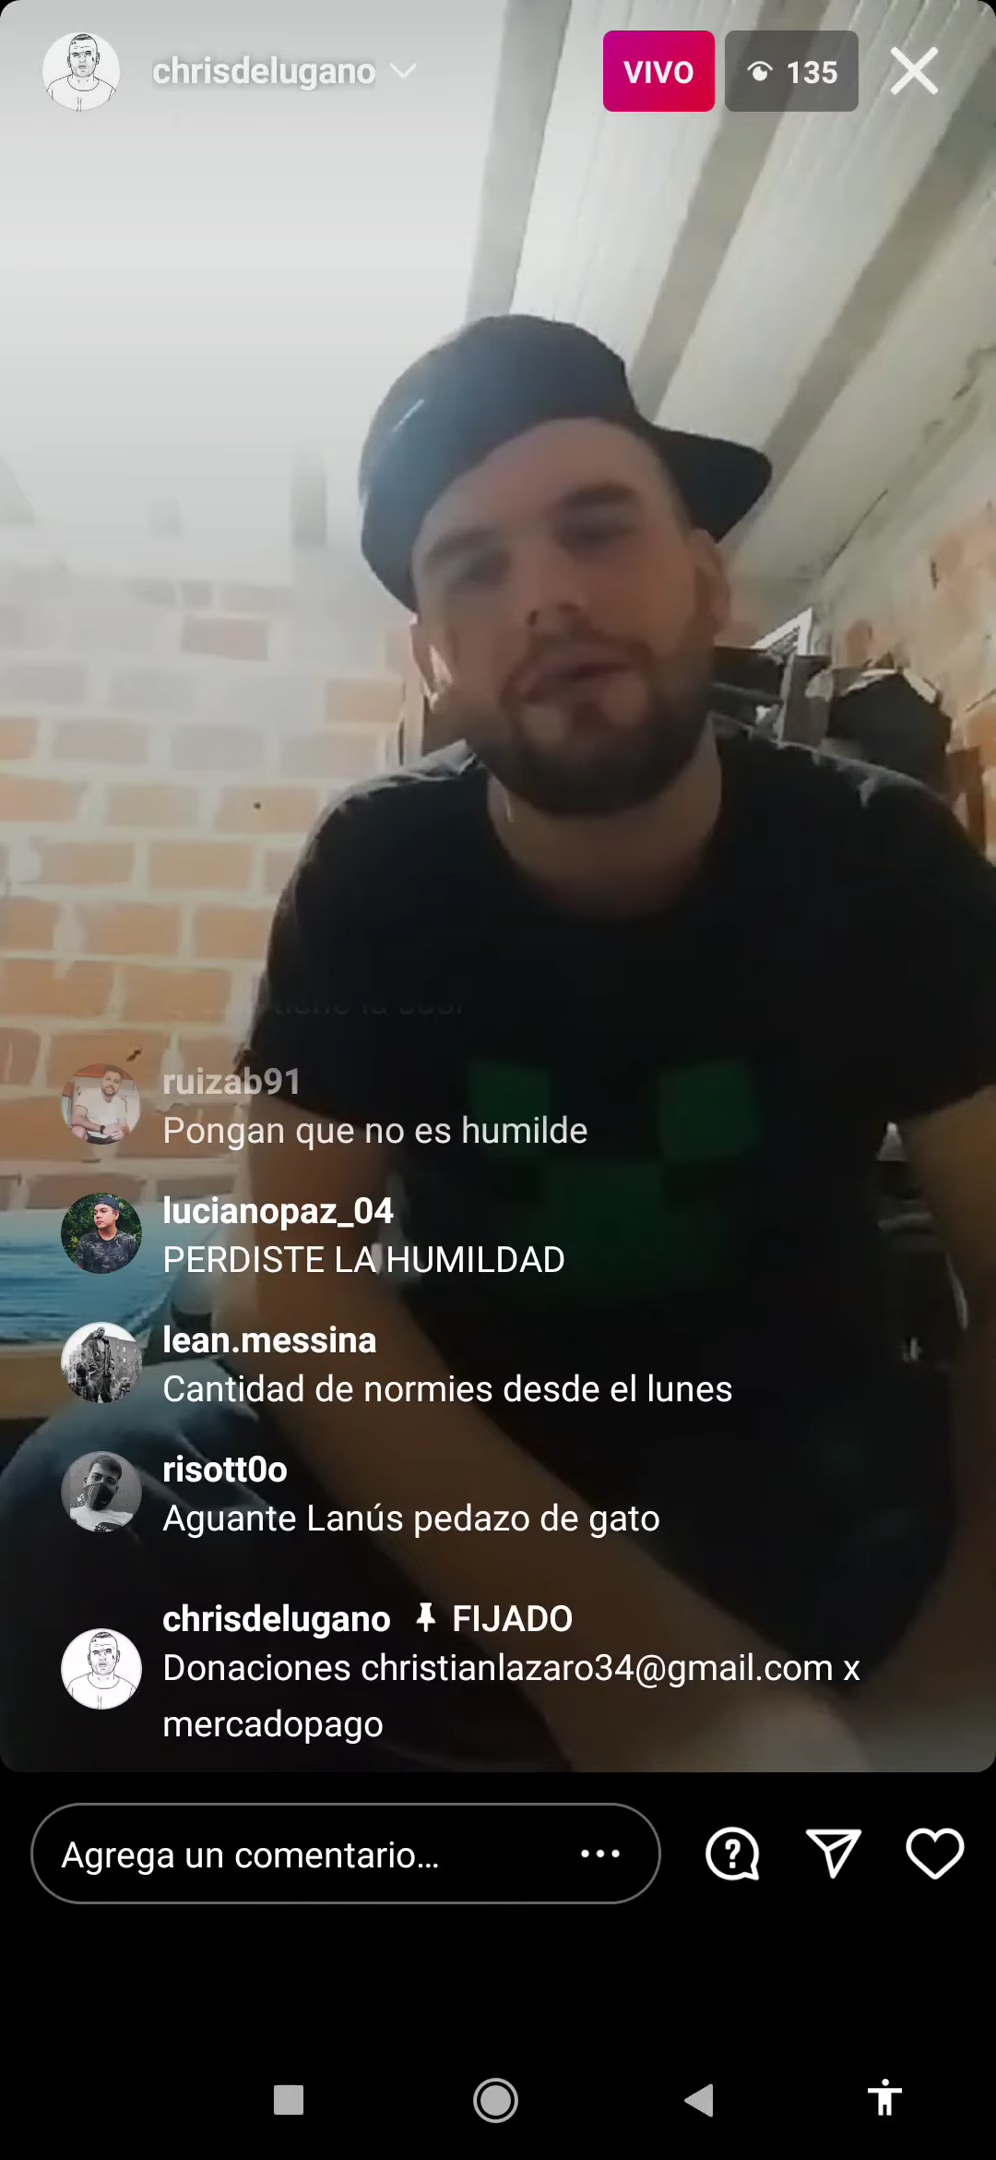 chrisdelugano
VIVO
135
ruizab91
Pongan que no es humilde
lucianopaz_04
PERDISTE LA HUMILDAD
lean.messina
Cantidad de normies desde el lunes
risott0o
Aguante Lanús pedazo de gato
chrisdelugano FIJADO
Donaciones christianlazaro34@gmail.com x
mercadopago
Agrega un comentario...